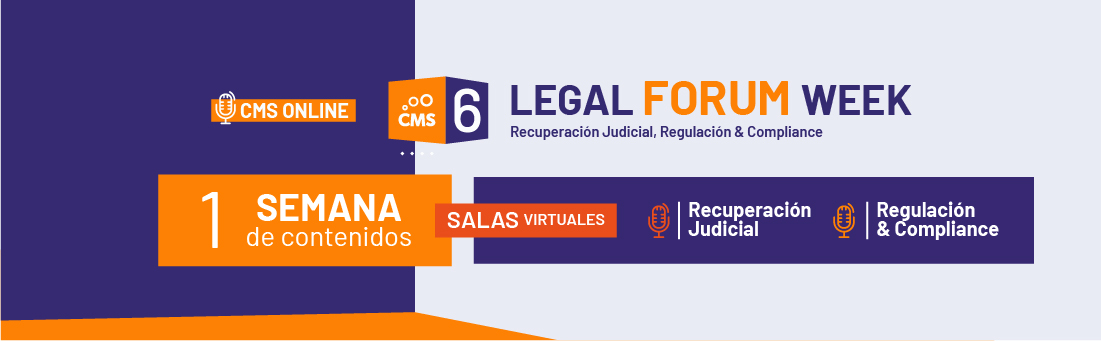 CMS ONLINE
CMS 6
LEGAL FORUM WEEK
Recuperación Judicial, Regulación & Compliance
1 SEMANA
de contenidos
SALAS VIRTUALES
Recuperación
Judicial
Regulación
& Compliance